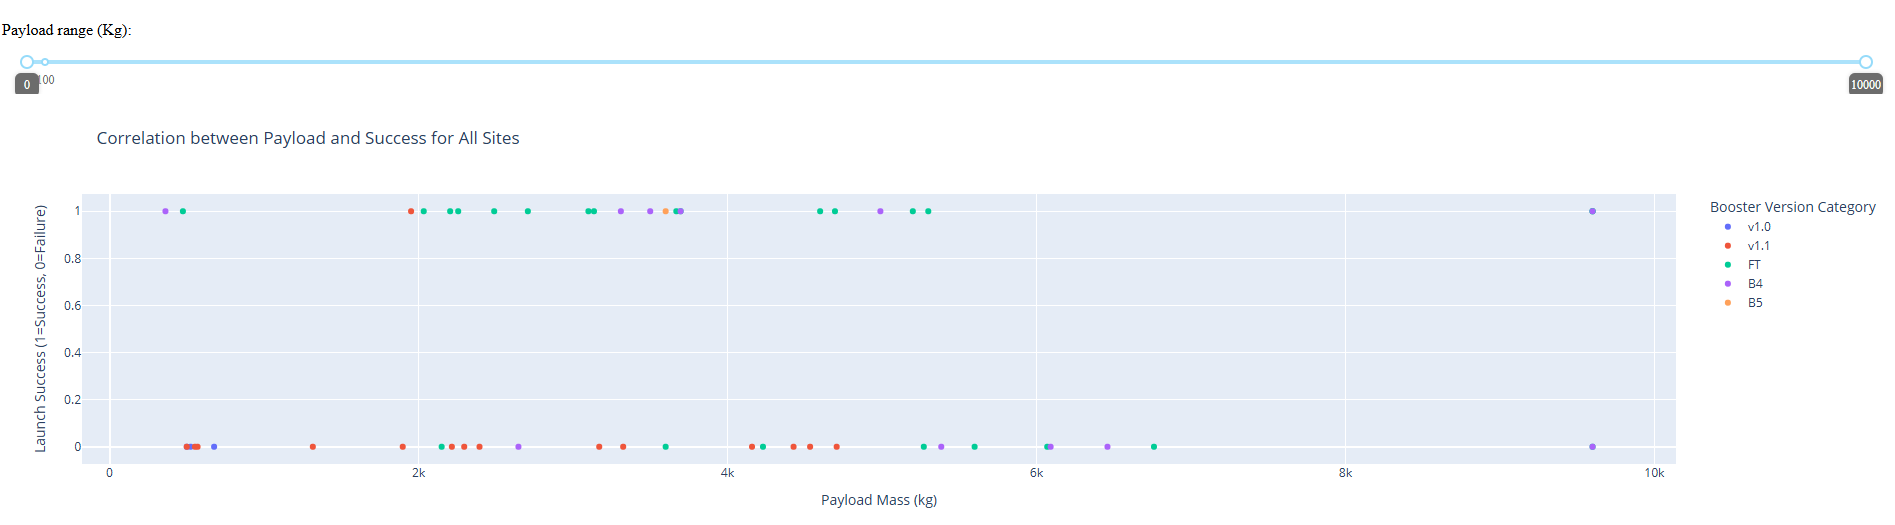 Payload range (Kg):
0
100
10000
Correlation between Payload and Success for All Sites
Launch Success (1=Success, 0=Failure)
1
0.8
0.6
0.4
0.2
0
0
2k
4k
6k
8k
10k
Payload Mass (kg)
Booster Version Category
v1.0
v1.1
FT
B4
B5